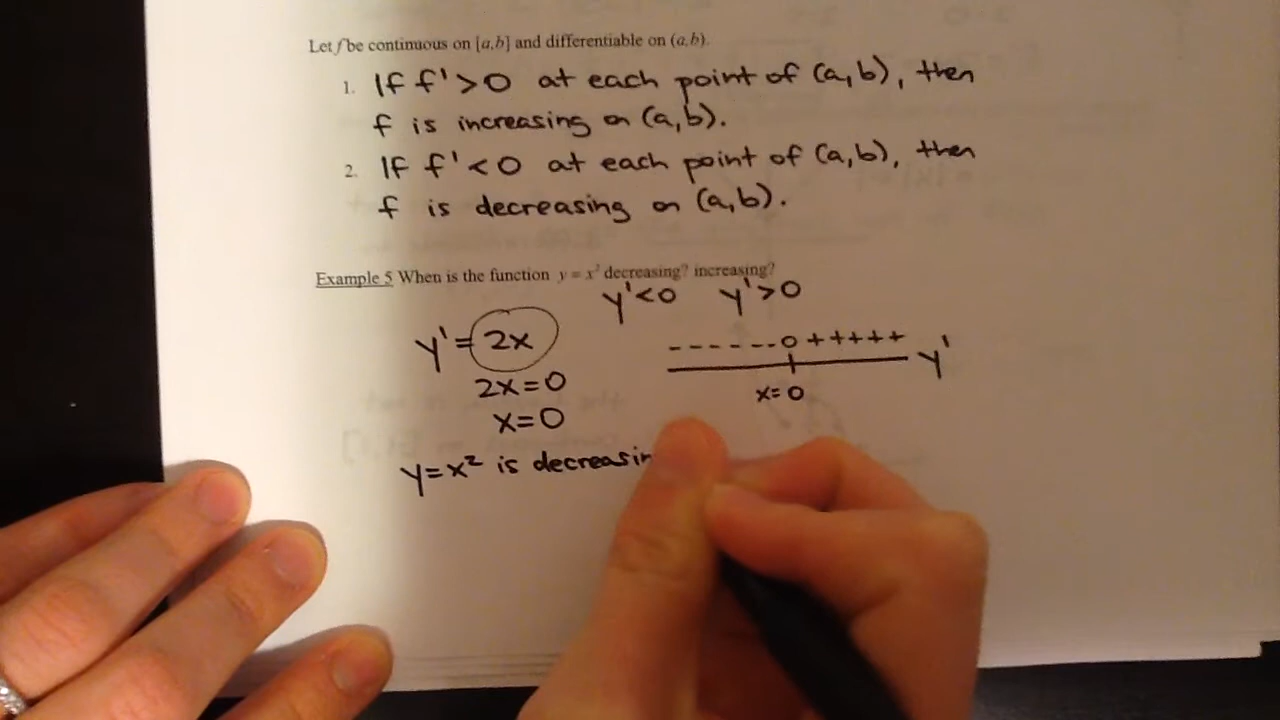 Let f be continuous on [a,b] and differentiable on (a,b).
1. If f'>0 at each point of (a,b), then
f is increasing on (a,b).
2. If f'<0 at each point of (a,b), then
f is decreasing on (a,b).
Example 5 When is the function y = x² decreasing? increasing?
y'<0 y'>0
y'=2x
2x=0
x=0
------0+++++ y'
x=0
y=x² is decreasin